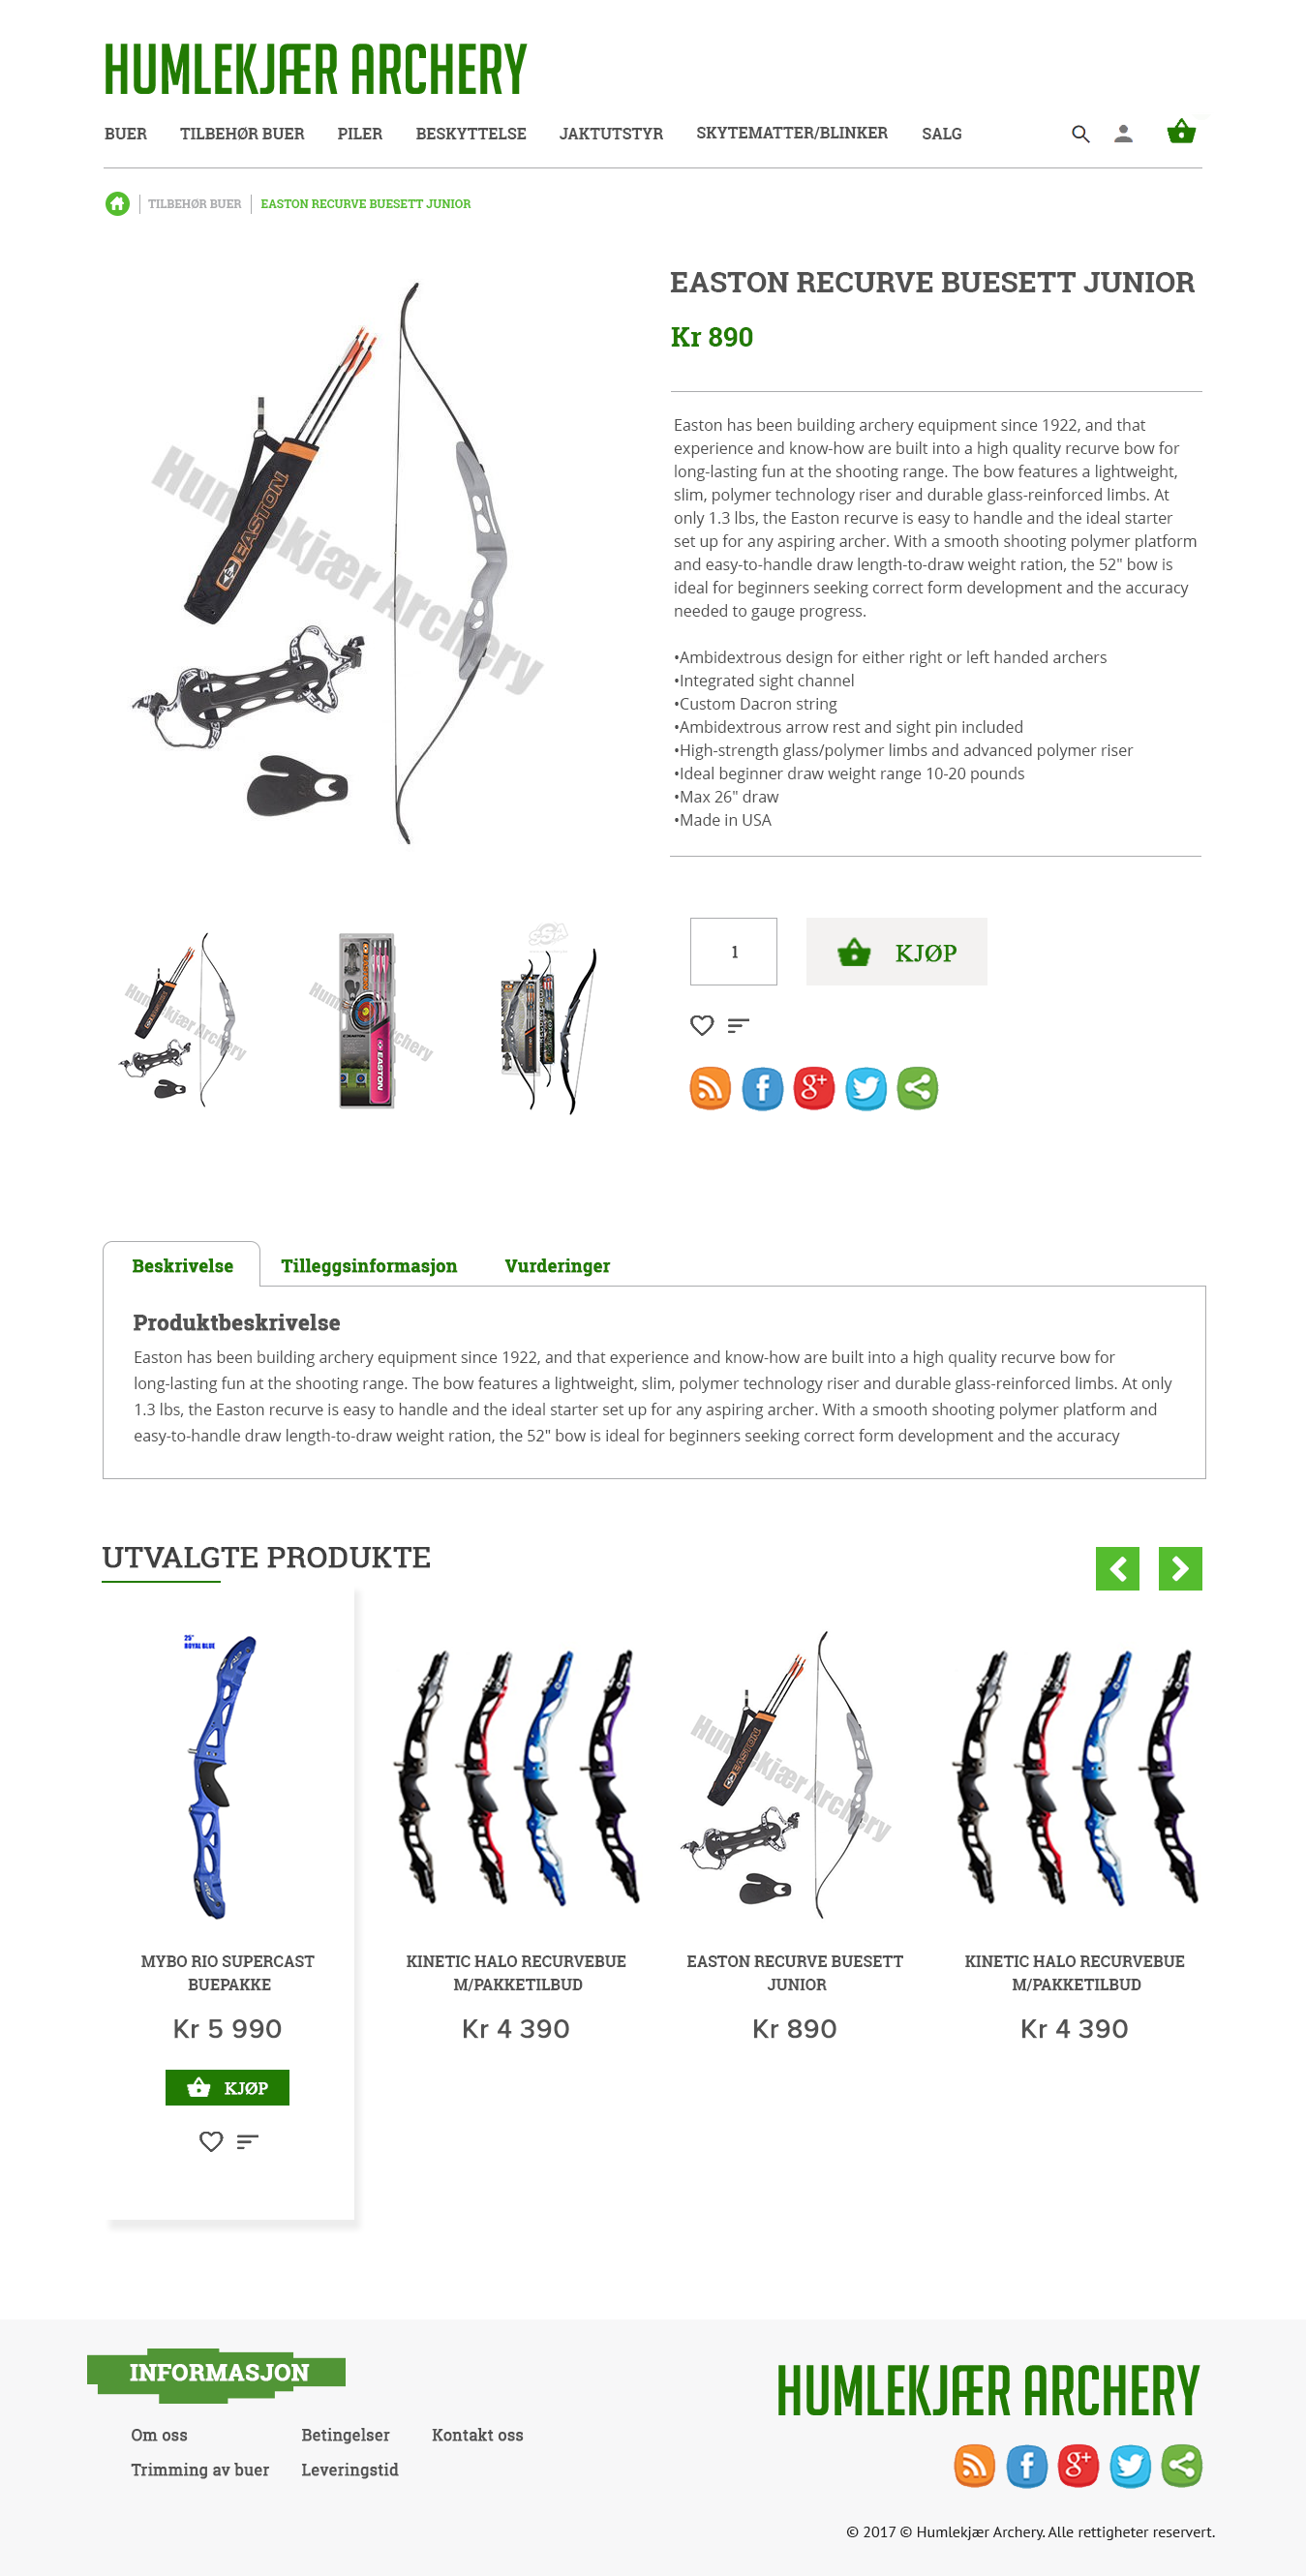 HUMLEKJÆR ARCHERY
BUER TILBEHØR BUER PILER BESKYTTELSE JAKTUTSTYR SKYTEMATTER/BLINKER SALG
TILBEHØR BUER EASTON RECURVE BUESETT JUNIOR
EASTON RECURVE BUESETT JUNIOR
Kr 890
Easton has been building archery equipment since 1922, and that
experience and know-how are built into a high quality recurve bow for
long-lasting fun at the shooting range. The bow features a lightweight,
slim, polymer technology riser and durable glass-reinforced limbs. At
only 1.3 lbs, the Easton recurve is easy to handle and the ideal starter
set up for any aspiring archer. With a smooth shooting polymer platform
and easy-to-handle draw length-to-draw weight ration, the 52" bow is
ideal for beginners seeking correct form development and the accuracy
needed to gauge progress.
•Ambidextrous design for either right or left handed archers
•Integrated sight channel
•Custom Dacron string
•Ambidextrous arrow rest and sight pin included
•High-strength glass/polymer limbs and advanced polymer riser
•Ideal beginner draw weight range 10-20 pounds
•Max 26" draw
•Made in USA
EASTON
Humlekjær Archery
Humlekjær Archery
EASTON
SSA
1
KJØP
Beskrivelse Tilleggsinformasjon Vurderinger
Produktbeskrivelse
Easton has been building archery equipment since 1922, and that experience and know-how are built into a high quality recurve bow for
long-lasting fun at the shooting range. The bow features a lightweight, slim, polymer technology riser and durable glass-reinforced limbs. At only
1.3 lbs, the Easton recurve is easy to handle and the ideal starter set up for any aspiring archer. With a smooth shooting polymer platform and
easy-to-handle draw length-to-draw weight ration, the 52" bow is ideal for beginners seeking correct form development and the accuracy
UTVALGTE PRODUKTE
25"
ROYAL BLUE
EASTON
Humlekjær Archery
MYBO RIO SUPERCAST
BUEPAKKE
Kr 5 990
KJØP
KINETIC HALO RECURVEBUE
M/PAKKETILBUD
Kr 4 390
EASTON RECURVE BUESETT
JUNIOR
Kr 890
KINETIC HALO RECURVEBUE
M/PAKKETILBUD
Kr 4 390
INFORMASJON
Om oss Betingelser Kontakt oss
Trimming av buer Leveringstid
HUMLEKJÆR ARCHERY
© 2017 © Humlekjær Archery. Alle rettigheter reservert.